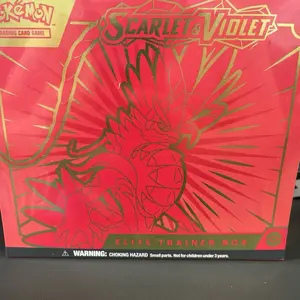 POKÉMON
TRADING CARD GAME
SCARLET & VIOLET
ELITE TRAINER BOX
⚠ WARNING: CHOKING HAZARD Small parts. Not for children under 3 years.